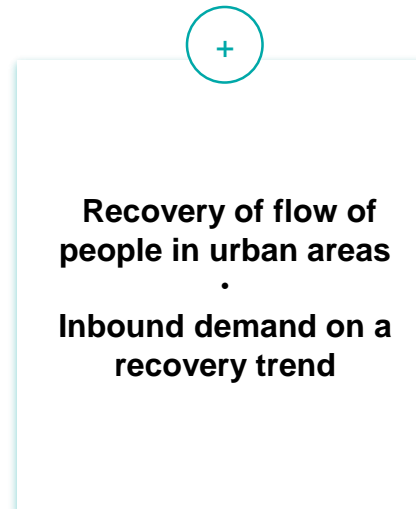 +
Recovery of flow of
people in urban areas
・
Inbound demand on a
recovery trend